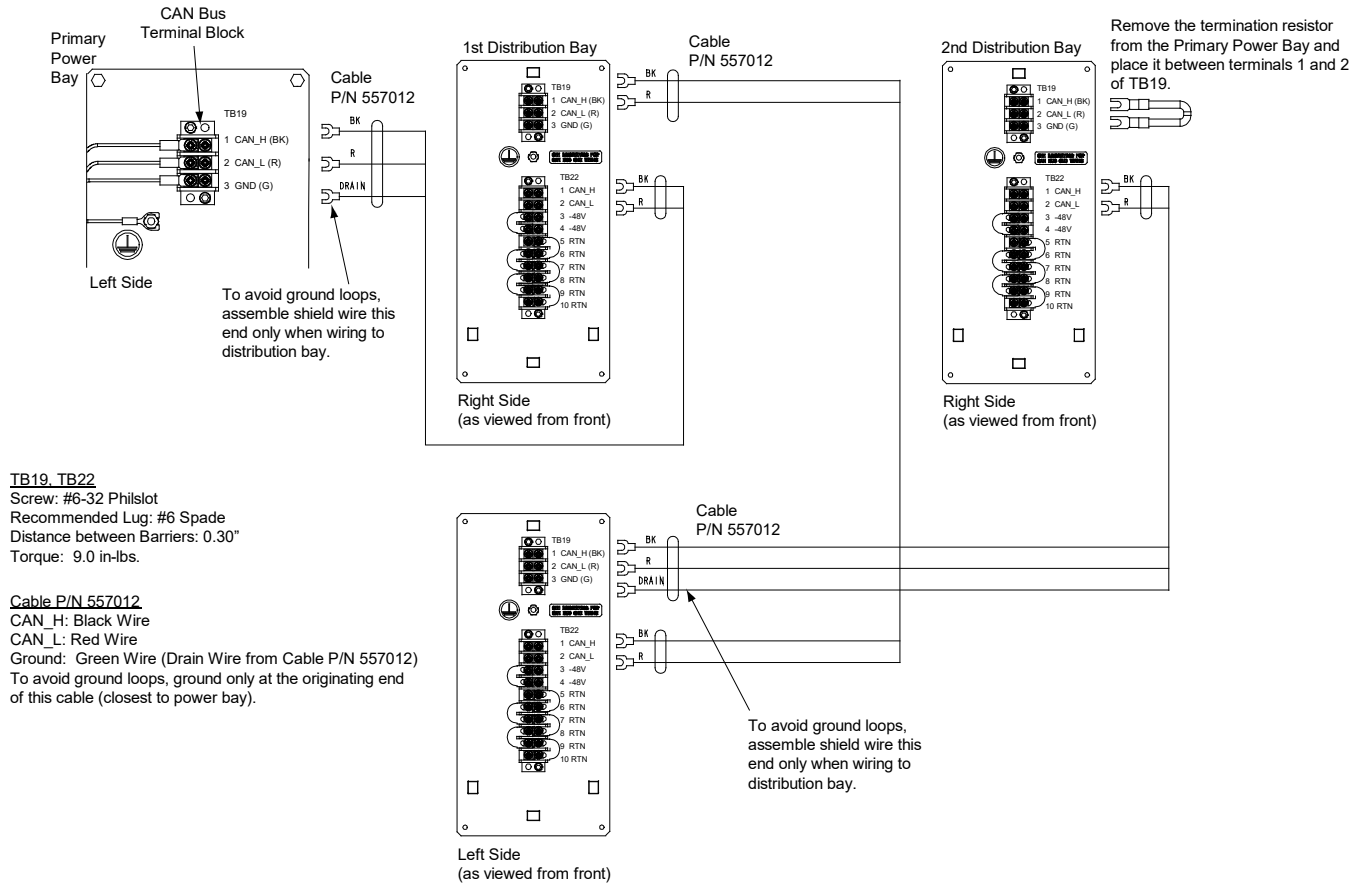 CAN Bus
Terminal Block
Primary
Power
Bay
TB19
1 CAN_H (BK)
2 CAN_L (R)
3 GND (G)
Left Side
Cable
P/N 557012
BK
R
DRAIN
To avoid ground loops,
assemble shield wire this
end only when wiring to
distribution bay.
1st Distribution Bay
TB19
1 CAN_H (BK)
2 CAN_L (R)
3 GND (G)
TB22
1 CAN_H
2 CAN_L
3 -48V
4 -48V
5 RTN
6 RTN
7 RTN
8 RTN
9 RTN
10 RTN
Right Side
(as viewed from front)
Cable
P/N 557012
BK
R
BK
R
2nd Distribution Bay
TB19
1 CAN_H (BK)
2 CAN_L (R)
3 GND (G)
TB22
1 CAN_H
2 CAN_L
3 -48V
4 -48V
5 RTN
6 RTN
7 RTN
8 RTN
9 RTN
10 RTN
Right Side
(as viewed from front)
BK
R
Remove the termination resistor
from the Primary Power Bay and
place it between terminals 1 and 2
of TB19.
TB19, TB22
Screw: #6-32 Philslot
Recommended Lug: #6 Spade
Distance between Barriers: 0.30”
Torque: 9.0 in-lbs.
Cable P/N 557012
CAN_H: Black Wire
CAN_L: Red Wire
Ground: Green Wire (Drain Wire from Cable P/N 557012)
To avoid ground loops, ground only at the originating end
of this cable (closest to power bay).
TB19
1 CAN_H (BK)
2 CAN_L (R)
3 GND (G)
TB22
1 CAN_H
2 CAN_L
3 -48V
4 -48V
5 RTN
6 RTN
7 RTN
8 RTN
9 RTN
10 RTN
Left Side
(as viewed from front)
Cable
P/N 557012
BK
R
DRAIN
BK
R
To avoid ground loops,
assemble shield wire this
end only when wiring to
distribution bay.